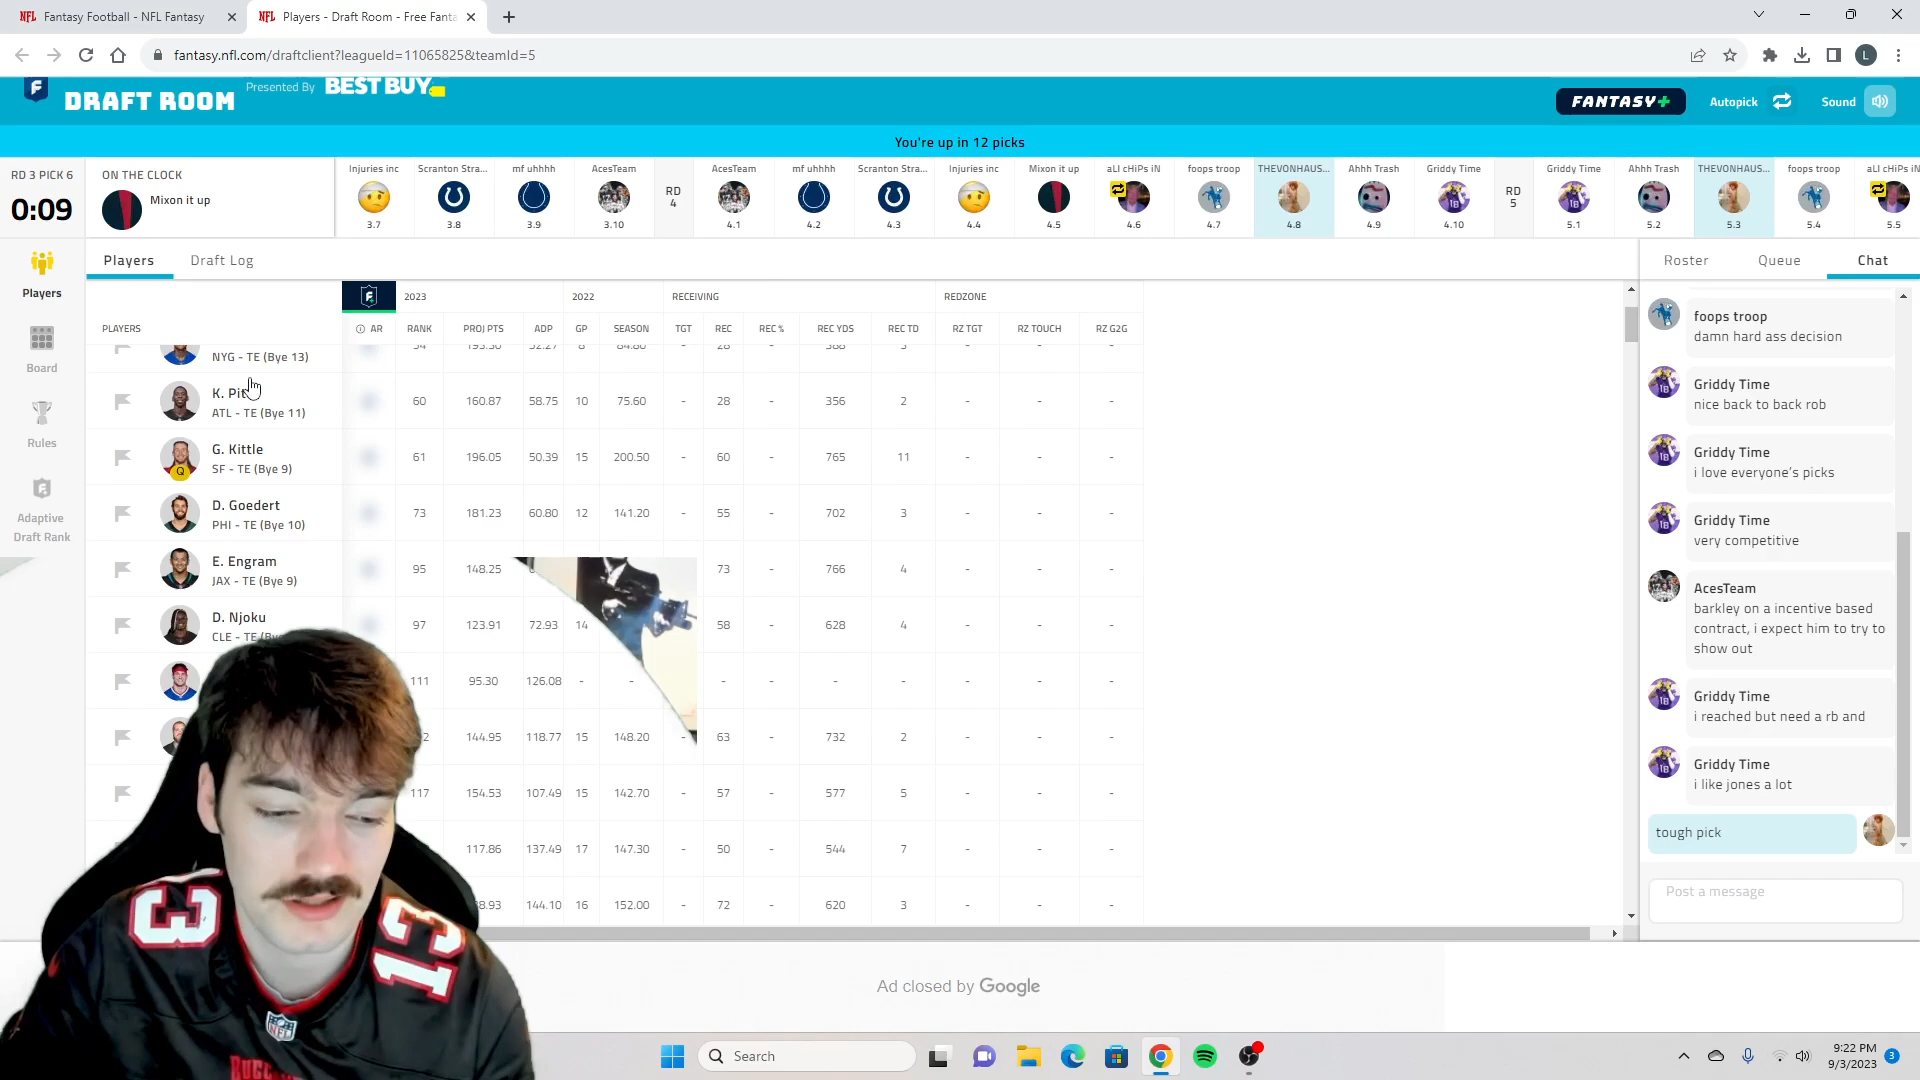 Fantasy Football - NFL Fantasy
Players - Draft Room - Free Fanta
fantasy.nfl.com/draftclient?leagueId=11065825&teamId=5
L
DRAFT ROOM
Presented By BEST BUY
FANTASY+
Autopick
Sound
You're up in 12 picks
RD 3 PICK 6
0:09
ON THE CLOCK
Mixon it up
Injuries inc 3.7
Scranton Stra... 3.8
mf uhhhh 3.9
AcesTeam 3.10
RD 4
AcesTeam 4.1
mf uhhhh 4.2
Scranton Stra... 4.3
Injuries inc 4.4
Mixon it up 4.5
aLl cHiPs iN 4.6
foops troop 4.7
THEVONHAUS... 4.8
Ahhh Trash 4.9
Griddy Time 4.10
RD 5
Griddy Time 5.1
Ahhh Trash 5.2
THEVONHAUS... 5.3
foops troop 5.4
aLl cHiPs iN 5.5
Players
Board
Rules
Adaptive
Draft Rank
Players Draft Log
2023 2022 RECEIVING REDZONE
PLAYERS AR RANK PROJ PTS ADP GP SEASON TGT REC REC % REC YDS REC TD RZ TGT RZ TOUCH RZ G2G
NYG - TE (Bye 13)
K. Pit
ATL - TE (Bye 11)
60 160.87 58.75 10 75.60 - 28 - 356 2 - - -
G. Kittle
SF - TE (Bye 9)
Q
61 196.05 50.39 15 200.50 - 60 - 765 11 - - -
D. Goedert
PHI - TE (Bye 10)
73 181.23 60.80 12 141.20 - 55 - 702 3 - - -
E. Engram
JAX - TE (Bye 9)
95 148.25 73 - 766 4 - - -
D. Njoku
CLE - TE
97 123.91 72.93 14 58 - 628 4 - - -
111 95.30 126.08 - - - - - - - - -
144.95 118.77 15 148.20 - 63 - 732 2 - - -
117 154.53 107.49 15 142.70 - 57 - 577 5 - - -
117.86 137.49 17 147.30 - 50 - 544 7 - - -
8.93 144.10 16 152.00 - 72 - 620 3 - - -
Roster Queue Chat
foops troop
damn hard ass decision
Griddy Time
nice back to back rob
Griddy Time
i love everyone's picks
Griddy Time
very competitive
AcesTeam
barkley on a incentive based
contract, i expect him to try to
show out
Griddy Time
i reached but need a rb and
Griddy Time
i like jones a lot
tough pick
Post a message
Ad closed by Google
13
13
NFL
Search
9:22 PM
9/3/2023
3